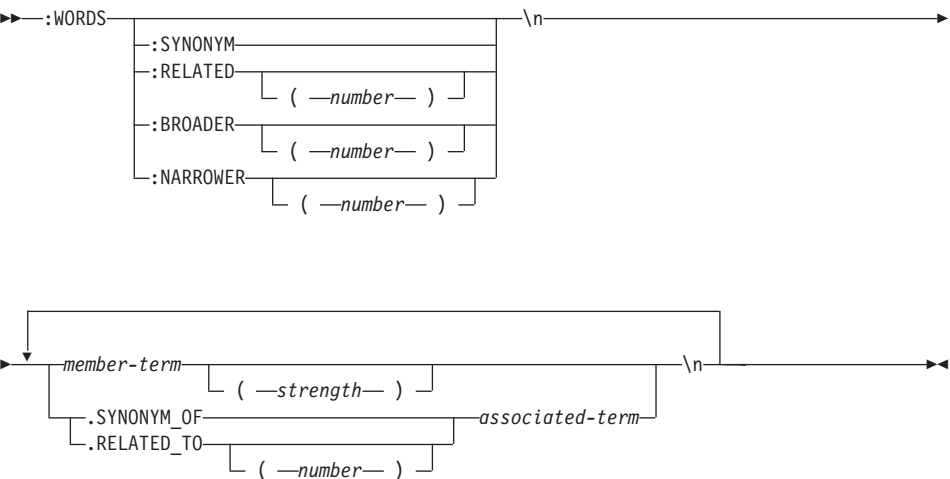 :WORDS \n
:SYNONYM
:RELATED
( number )
:BROADER
( number )
:NARROWER
( number )
member-term \n
( strength )
.SYNONYM_OF associated-term
.RELATED_TO
( number )